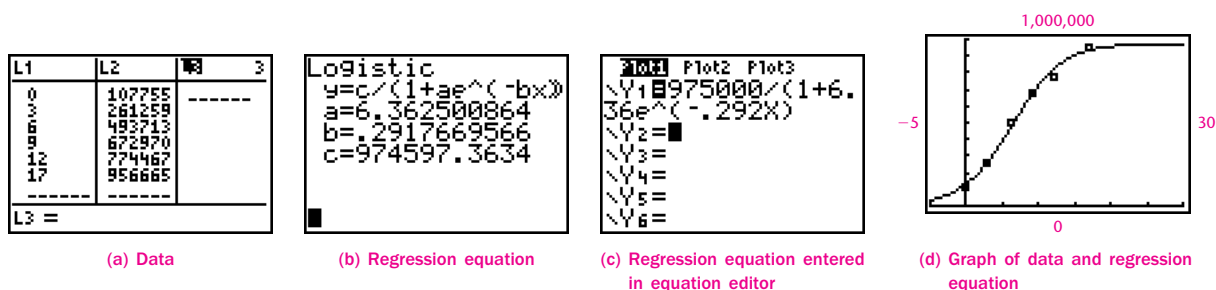 L1 L2 L3 3
0 107755 ------
3 261259
6 493713
9 672970
12 774467
17 956665
------ ------
L3 =
(a) Data
Logistic
y=c/(1+ae^(-bx))
a=6.362500864
b=.2917669566
c=974597.3634
(b) Regression equation
Plot1 Plot2 Plot3
\Y1=975000/(1+6.
36e^(-.292X)
\Y2=
\Y3=
\Y4=
\Y5=
\Y6=
(c) Regression equation entered
in equation editor
1,000,000
−5
30
0
(d) Graph of data and regression
equation